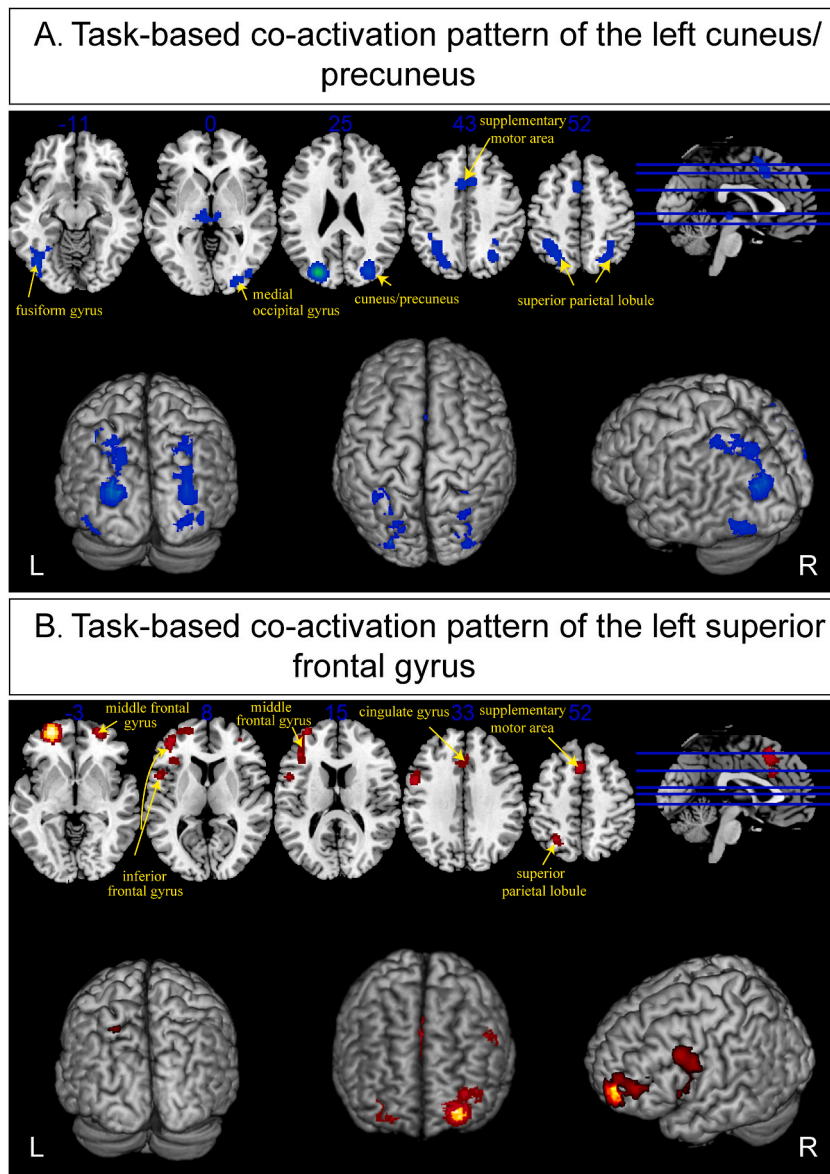 A. Task-based co-activation pattern of the left cuneus/
precuneus
-11
0
25
43
52
supplementary
motor area
fusiform gyrus
medial
occipital gyrus
cuneus/precuneus
superior parietal lobule
L
R
B. Task-based co-activation pattern of the left superior
frontal gyrus
-3
8
15
33
52
middle frontal
gyrus
middle
frontal gyrus
cingulate gyrus
supplementary
motor area
inferior
frontal gyrus
superior
parietal lobule
L
R